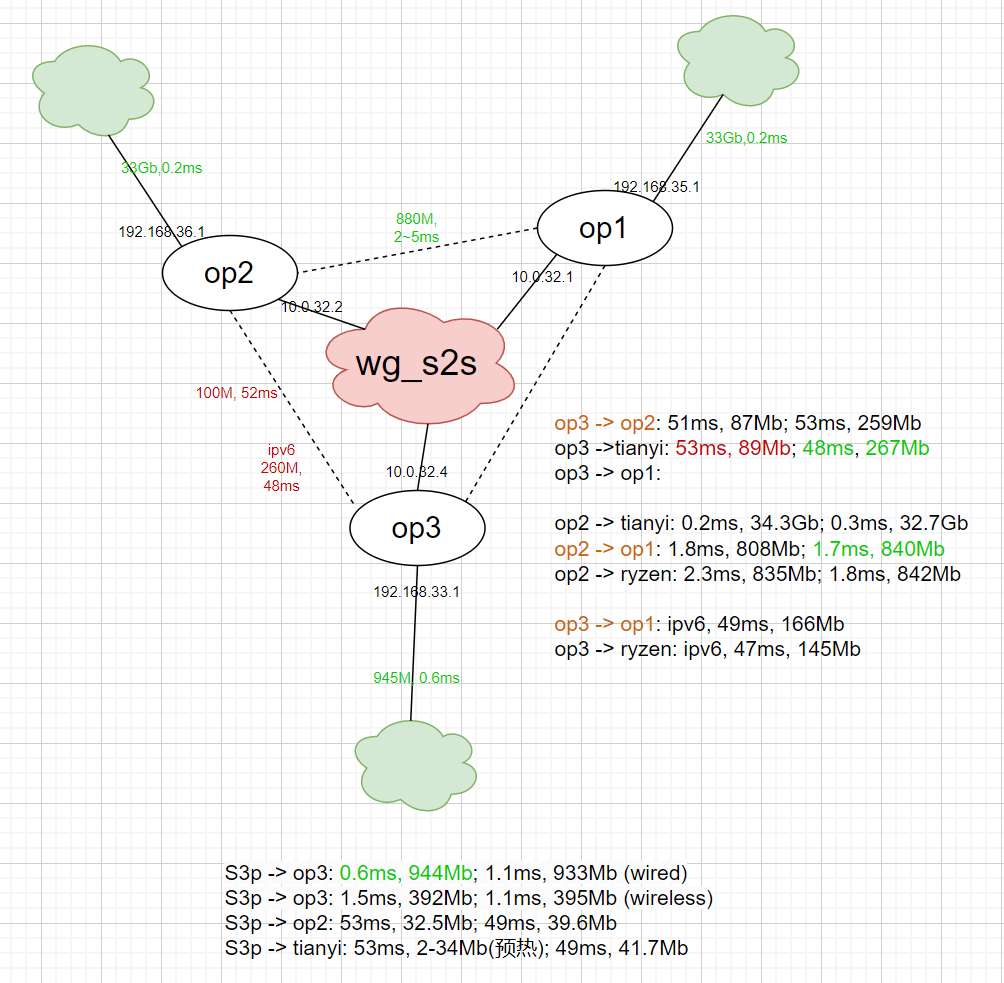 33Gb,0.2ms
33Gb,0.2ms
192.168.35.1
192.168.36.1
880M,
2~5ms
op1
op2
10.0.32.1
10.0.32.2
wg_s2s
100M, 52ms
ipv6
260M,
48ms
10.0.32.4
op3
192.168.33.1
945M, 0.6ms
op3 -> op2: 51ms, 87Mb; 53ms, 259Mb
op3 ->tianyi: 53ms, 89Mb; 48ms, 267Mb
op3 -> op1:
op2 -> tianyi: 0.2ms, 34.3Gb; 0.3ms, 32.7Gb
op2 -> op1: 1.8ms, 808Mb; 1.7ms, 840Mb
op2 -> ryzen: 2.3ms, 835Mb; 1.8ms, 842Mb
op3 -> op1: ipv6, 49ms, 166Mb
op3 -> ryzen: ipv6, 47ms, 145Mb
S3p -> op3: 0.6ms, 944Mb; 1.1ms, 933Mb (wired)
S3p -> op3: 1.5ms, 392Mb; 1.1ms, 395Mb (wireless)
S3p -> op2: 53ms, 32.5Mb; 49ms, 39.6Mb
S3p -> tianyi: 53ms, 2-34Mb(预热); 49ms, 41.7Mb